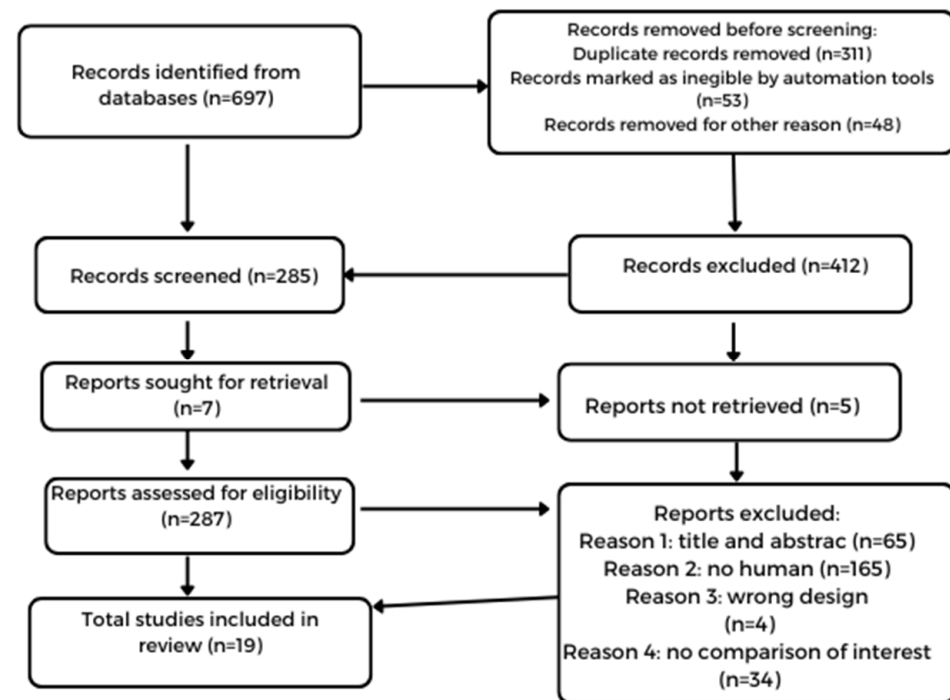 Records identified from
databases (n=697)
Records removed before screening:
Duplicate records removed (n=311)
Records marked as inegible by automation tools
(n=53)
Records removed for other reason (n=48)
Records screened (n=285)
Records excluded (n=412)
Reports sought for retrieval
(n=7)
Reports not retrieved (n=5)
Reports assessed for eligibility
(n=287)
Reports excluded:
Reason 1: title and abstrac (n=65)
Reason 2: no human (n=165)
Reason 3: wrong design
(n=4)
Reason 4: no comparison of interest
(n=34)
Total studies included in
review (n=19)